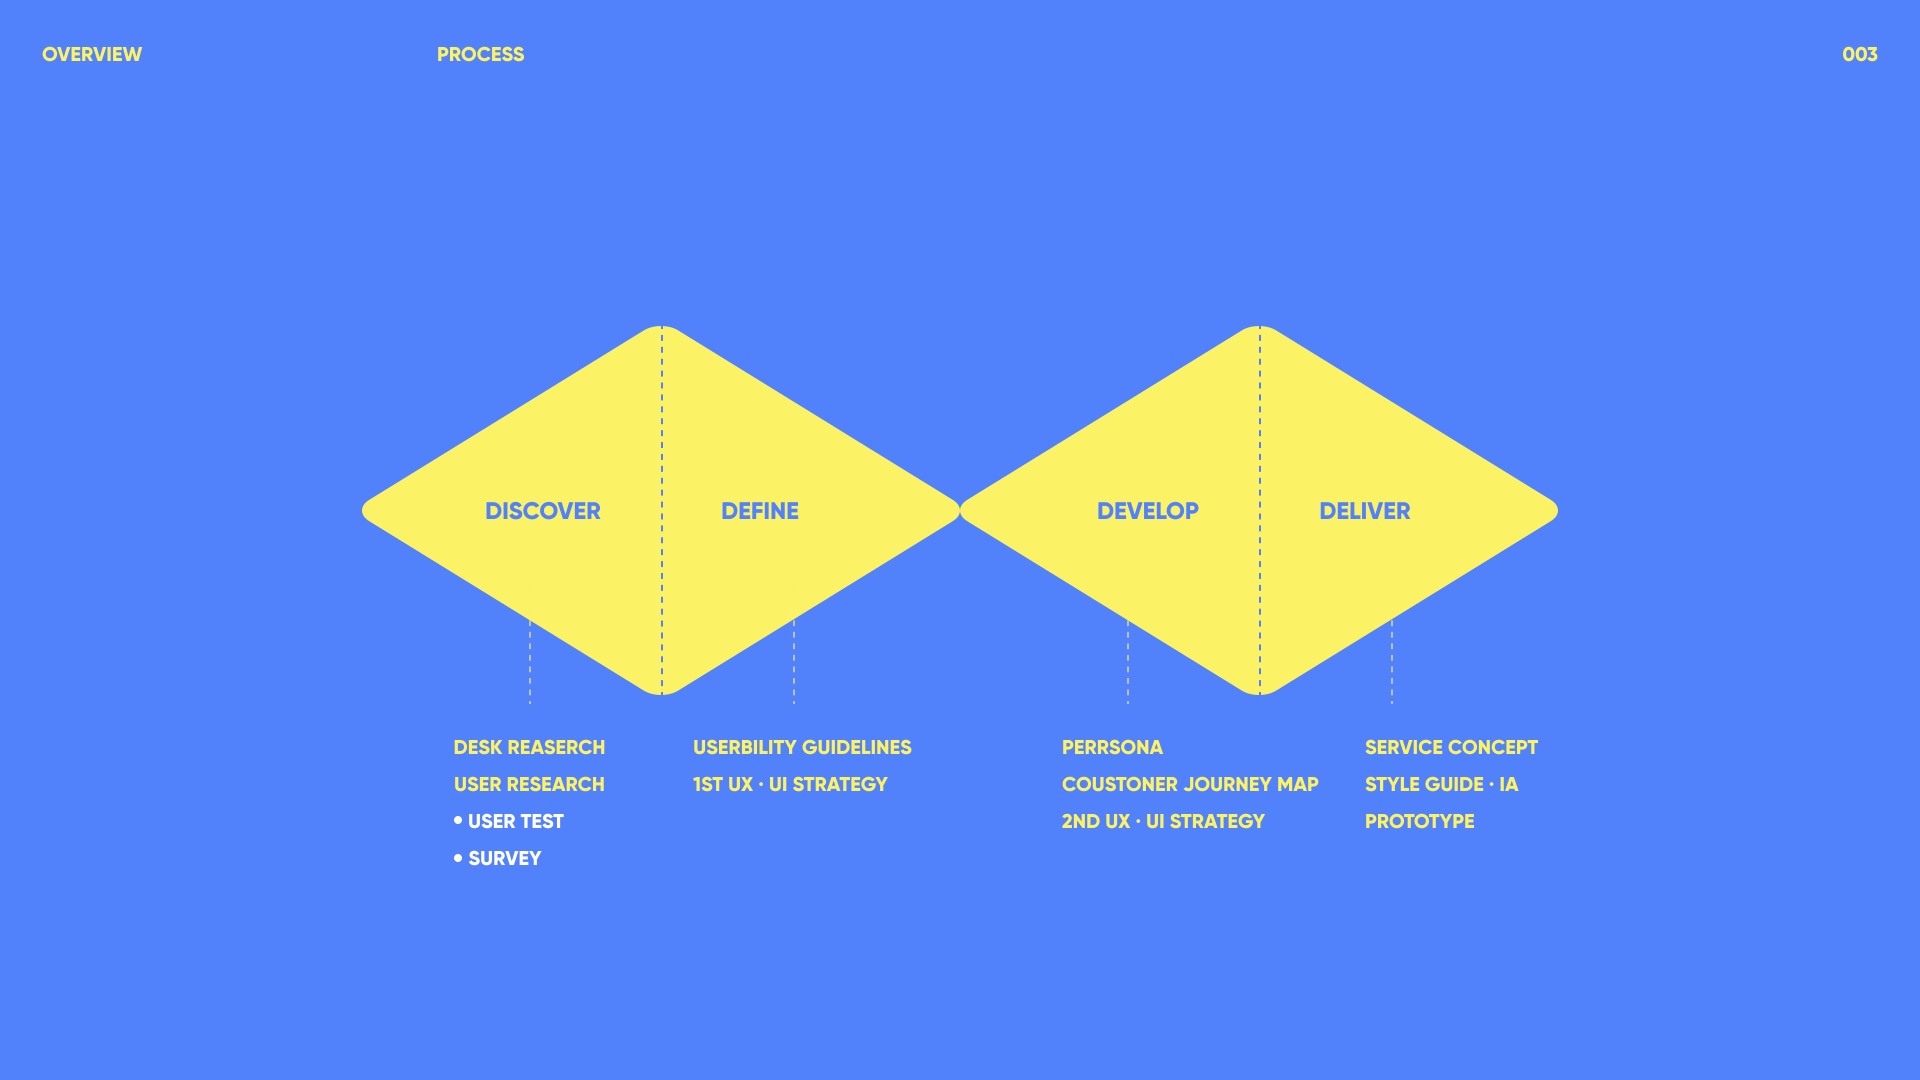 OVERVIEW
PROCESS
003
DISCOVER
DEFINE
DEVELOP
DELIVER
DESK REASERCH
USER RESEARCH
• USER TEST
• SURVEY
USERBILITY GUIDELINES
1ST UX · UI STRATEGY
PERRSONA
COUSTONER JOURNEY MAP
2ND UX · UI STRATEGY
SERVICE CONCEPT
STYLE GUIDE · IA
PROTOTYPE